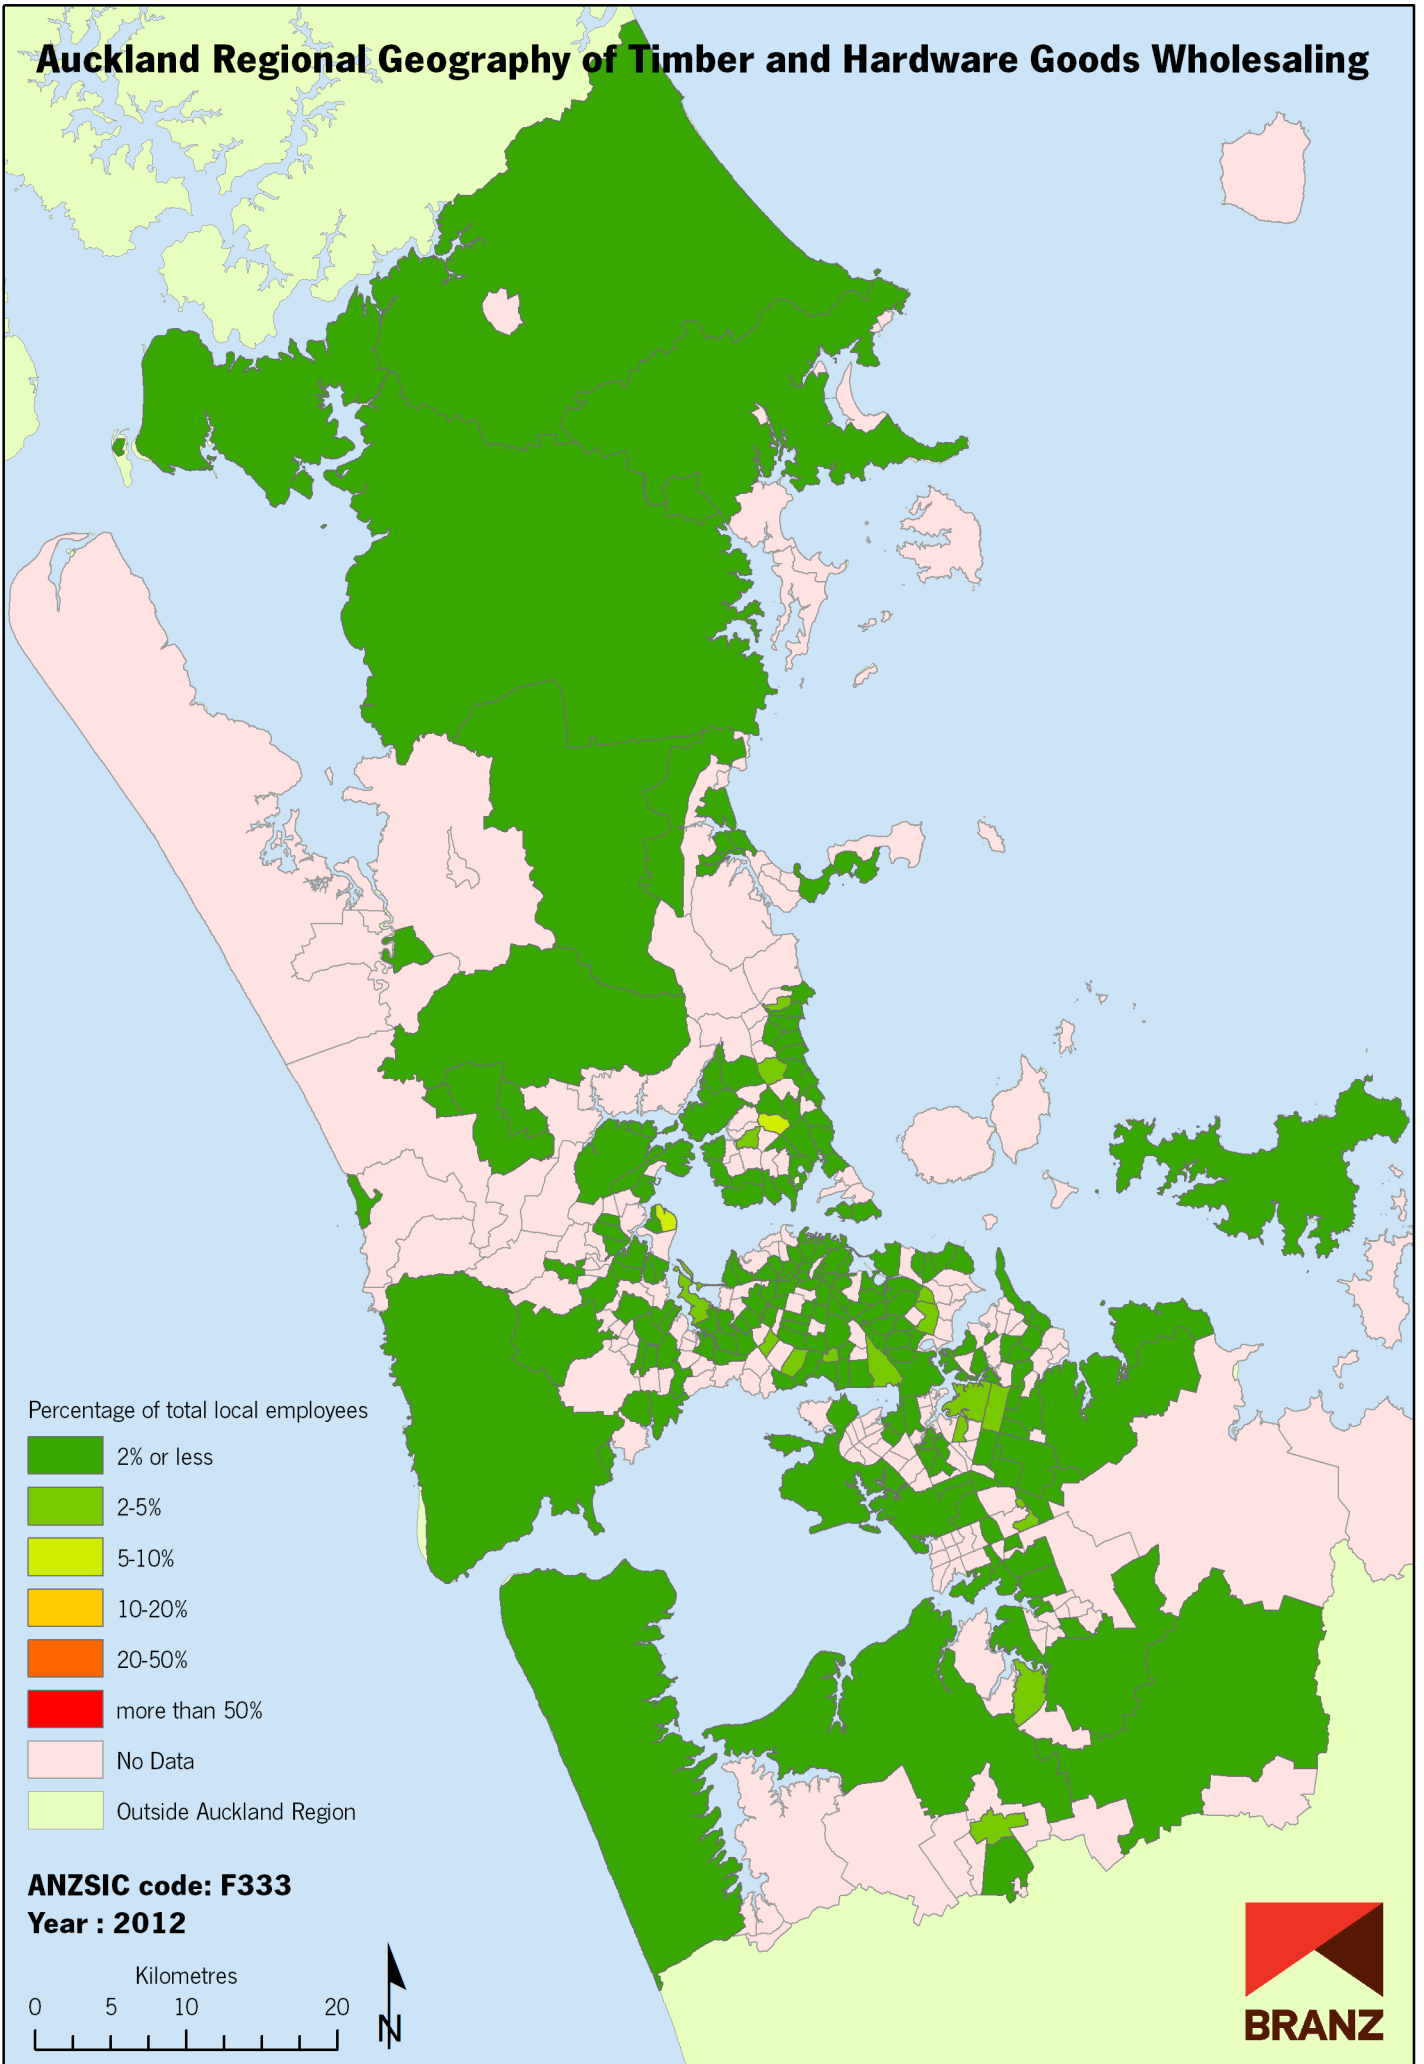 Auckland Regional Geography of Timber and Hardware Goods Wholesaling
Percentage of total local employees
2% or less
2-5%
5-10%
10-20%
20-50%
more than 50%
No Data
Outside Auckland Region
ANZSIC code: F333
Year : 2012
Kilometres
0 5 10 20
N
BRANZ